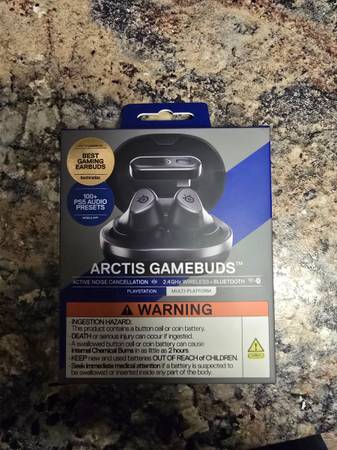 BEST
GAMING
EARBUDS
100+
PS5 AUDIO
PRESETS
MOBILE APP
ARCTIS GAMEBUDS™
ACTIVE NOISE CANCELLATION 2.4GHz WIRELESS + BLUETOOTH
PLAYSTATION MULTI-PLATFORM
WARNING
INGESTION HAZARD:
This product contains a button cell or coin battery.
DEATH or serious injury can occur if ingested.
A swallowed button cell or coin battery can cause
Internal Chemical Burns in as little as 2 hours.
KEEP new and used batteries OUT OF REACH of CHILDREN.
Seek immediate medical attention if a battery is suspected to
be swallowed or inserted inside any part of the body.